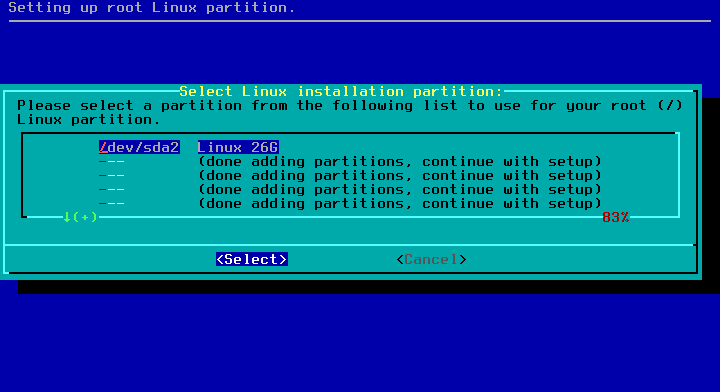 Setting up root Linux partition.
Select Linux installation partition:
Please select a partition from the following list to use for your root (/)
Linux partition.
/dev/sda2  Linux 26G
---        (done adding partitions, continue with setup)
---        (done adding partitions, continue with setup)
---        (done adding partitions, continue with setup)
---        (done adding partitions, continue with setup)
↓(+) 83%
<Select> <Cancel>